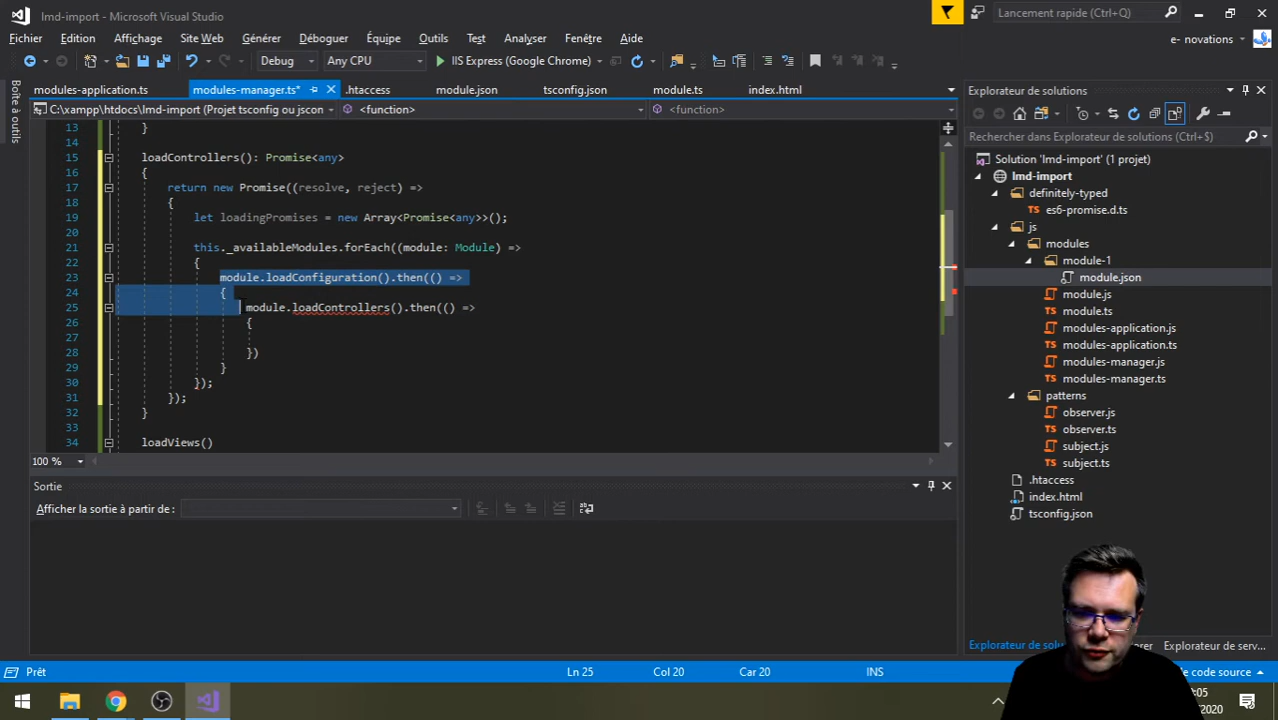 lmd-import - Microsoft Visual Studio
Lancement rapide (Ctrl+Q)
Fichier Edition Affichage Site Web Générer Déboguer Équipe Outils Test Analyser Fenêtre Aide
e- novations
Debug Any CPU IIS Express (Google Chrome)
Boîte à outils
modules-application.ts modules-manager.ts* .htaccess module.json tsconfig.json module.ts index.html
C:\xampp\htdocs\lmd-import (Projet tsconfig ou jscon <function> <function>
13 }
14
15 loadControllers(): Promise<any>
16 {
17 return new Promise((resolve, reject) =>
18 {
19 let loadingPromises = new Array<Promise<any>>();
20
21 this._availableModules.forEach((module: Module) =>
22 {
23 module.loadConfiguration().then(() =>
24 {
25 module.loadControllers().then(() =>
26 {
27
28 })
29 }
30 });
31 });
32 }
33
34 loadViews()
100 %
Sortie
Afficher la sortie à partir de :
Explorateur de solutions
Rechercher dans Explorateur de solutions (Ctrl+$)
Solution 'lmd-import' (1 projet)
lmd-import
definitely-typed
es6-promise.d.ts
js
modules
module-1
module.json
module.js
module.ts
modules-application.js
modules-application.ts
modules-manager.js
modules-manager.ts
patterns
observer.js
observer.ts
subject.js
subject.ts
.htaccess
index.html
tsconfig.json
Explorateur de Explorateur de serv...
Prêt Ln 25 Col 20 Car 20 INS